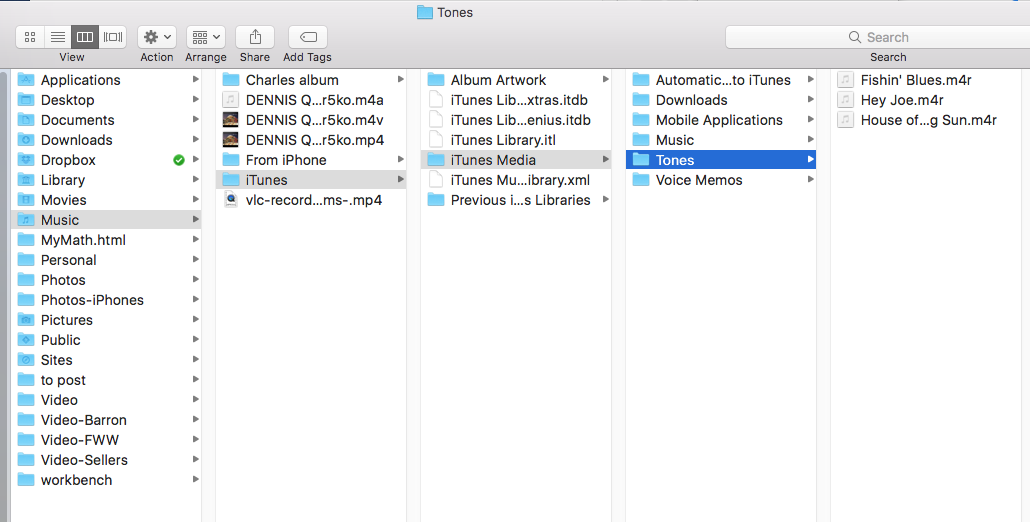 Tones
View
Action
Arrange
Share
Add Tags
Search
Search
Applications
Desktop
Documents
Downloads
Dropbox
Library
Movies
Music
MyMath.html
Personal
Photos
Photos-iPhones
Pictures
Public
Sites
to post
Video
Video-Barron
Video-FWW
Video-Sellers
workbench
Charles album
DENNIS Q...r5ko.m4a
DENNIS Q...r5ko.m4v
DENNIS Q...r5ko.mp4
From iPhone
iTunes
vlc-record...ms-.mp4
Album Artwork
iTunes Lib...xtras.itdb
iTunes Lib...enius.itdb
iTunes Library.itl
iTunes Media
iTunes Mu...ibrary.xml
Previous i...s Libraries
Automatic...to iTunes
Downloads
Mobile Applications
Music
Tones
Voice Memos
Fishin' Blues.m4r
Hey Joe.m4r
House of...g Sun.m4r